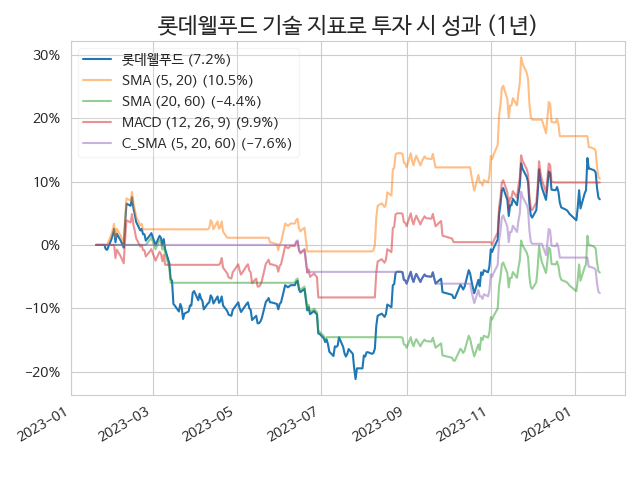 롯데웰푸드 기술 지표로 투자 시 성과 (1년)
30%
20%
10%
0%
−10%
−20%
롯데웰푸드 (7.2%)
SMA (5, 20) (10.5%)
SMA (20, 60) (−4.4%)
MACD (12, 26, 9) (9.9%)
C_SMA (5, 20, 60) (−7.6%)
2023−01
2023−03
2023−05
2023−07
2023−09
2023−11
2024−01